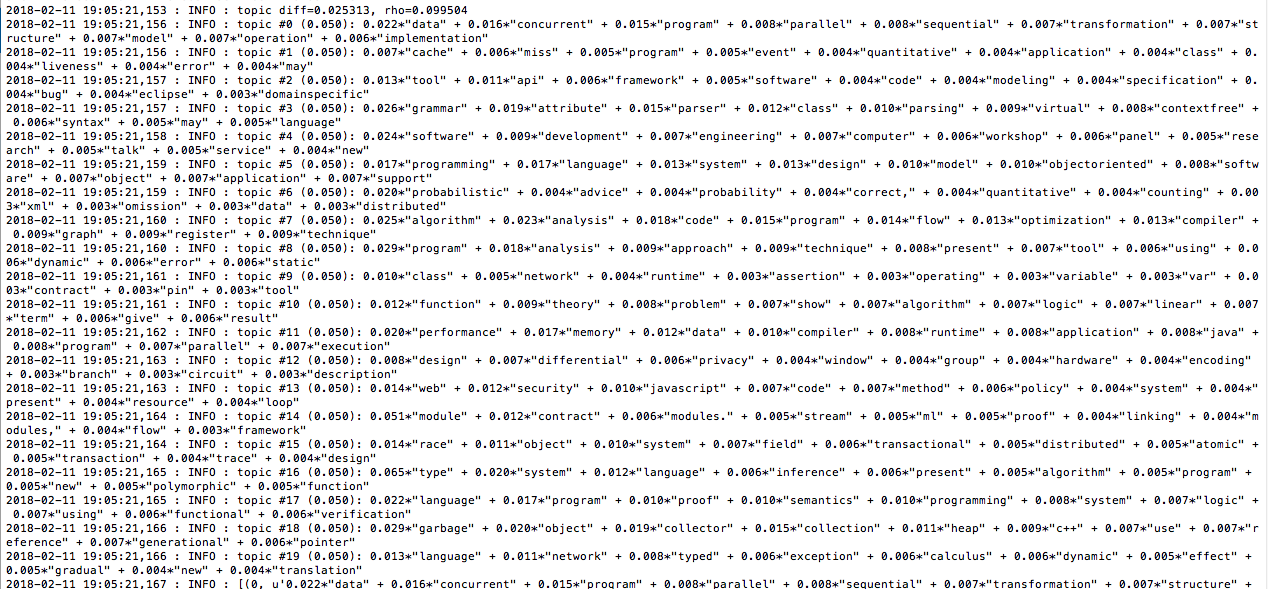 2018-02-11 19:05:21,153 : INFO : topic diff=0.025313, rho=0.099504
2018-02-11 19:05:21,156 : INFO : topic #0 (0.050): 0.022*"data" + 0.016*"concurrent" + 0.015*"program" + 0.008*"parallel" + 0.008*"sequential" + 0.007*"transformation" + 0.007*"st
ructure" + 0.007*"model" + 0.007*"operation" + 0.006*"implementation"
2018-02-11 19:05:21,156 : INFO : topic #1 (0.050): 0.007*"cache" + 0.006*"miss" + 0.005*"program" + 0.005*"event" + 0.004*"quantitative" + 0.004*"application" + 0.004*"class" + 0.
004*"liveness" + 0.004*"error" + 0.004*"may"
2018-02-11 19:05:21,157 : INFO : topic #2 (0.050): 0.013*"tool" + 0.011*"api" + 0.006*"framework" + 0.005*"software" + 0.004*"code" + 0.004*"modeling" + 0.004*"specification" + 0.
004*"bug" + 0.004*"eclipse" + 0.003*"domainspecific"
2018-02-11 19:05:21,157 : INFO : topic #3 (0.050): 0.026*"grammar" + 0.019*"attribute" + 0.015*"parser" + 0.012*"class" + 0.010*"parsing" + 0.009*"virtual" + 0.008*"contextfree" +
0.006*"syntax" + 0.005*"may" + 0.005*"language"
2018-02-11 19:05:21,158 : INFO : topic #4 (0.050): 0.024*"software" + 0.009*"development" + 0.007*"engineering" + 0.007*"computer" + 0.006*"workshop" + 0.006*"panel" + 0.005*"rese
arch" + 0.005*"talk" + 0.005*"service" + 0.004*"new"
2018-02-11 19:05:21,159 : INFO : topic #5 (0.050): 0.017*"programming" + 0.017*"language" + 0.013*"system" + 0.013*"design" + 0.010*"model" + 0.010*"objectoriented" + 0.008*"softw
are" + 0.007*"object" + 0.007*"application" + 0.007*"support"
2018-02-11 19:05:21,159 : INFO : topic #6 (0.050): 0.020*"probabilistic" + 0.004*"advice" + 0.004*"probability" + 0.004*"correct," + 0.004*"quantitative" + 0.004*"counting" + 0.00
3*"xml" + 0.003*"omission" + 0.003*"data" + 0.003*"distributed"
2018-02-11 19:05:21,160 : INFO : topic #7 (0.050): 0.025*"algorithm" + 0.023*"analysis" + 0.018*"code" + 0.015*"program" + 0.014*"flow" + 0.013*"optimization" + 0.013*"compiler" +
0.009*"graph" + 0.009*"register" + 0.009*"technique"
2018-02-11 19:05:21,160 : INFO : topic #8 (0.050): 0.029*"program" + 0.018*"analysis" + 0.009*"approach" + 0.009*"technique" + 0.008*"present" + 0.007*"tool" + 0.006*"using" + 0.0
06*"dynamic" + 0.006*"error" + 0.006*"static"
2018-02-11 19:05:21,161 : INFO : topic #9 (0.050): 0.010*"class" + 0.005*"network" + 0.004*"runtime" + 0.003*"assertion" + 0.003*"operating" + 0.003*"variable" + 0.003*"var" + 0.0
03*"contract" + 0.003*"pin" + 0.003*"tool"
2018-02-11 19:05:21,161 : INFO : topic #10 (0.050): 0.012*"function" + 0.009*"theory" + 0.008*"problem" + 0.007*"show" + 0.007*"algorithm" + 0.007*"logic" + 0.007*"linear" + 0.007
*"term" + 0.006*"give" + 0.006*"result"
2018-02-11 19:05:21,162 : INFO : topic #11 (0.050): 0.020*"performance" + 0.017*"memory" + 0.012*"data" + 0.010*"compiler" + 0.008*"runtime" + 0.008*"application" + 0.008*"java" +
0.008*"program" + 0.007*"parallel" + 0.007*"execution"
2018-02-11 19:05:21,163 : INFO : topic #12 (0.050): 0.008*"design" + 0.007*"differential" + 0.006*"privacy" + 0.004*"window" + 0.004*"group" + 0.004*"hardware" + 0.004*"encoding"
+ 0.003*"branch" + 0.003*"circuit" + 0.003*"description"
2018-02-11 19:05:21,163 : INFO : topic #13 (0.050): 0.014*"web" + 0.012*"security" + 0.010*"javascript" + 0.007*"code" + 0.007*"method" + 0.006*"policy" + 0.004*"system" + 0.004*"
present" + 0.004*"resource" + 0.004*"loop"
2018-02-11 19:05:21,164 : INFO : topic #14 (0.050): 0.051*"module" + 0.012*"contract" + 0.006*"modules." + 0.005*"stream" + 0.005*"ml" + 0.005*"proof" + 0.004*"linking" + 0.004*"m
odules," + 0.004*"flow" + 0.003*"framework"
2018-02-11 19:05:21,164 : INFO : topic #15 (0.050): 0.014*"race" + 0.011*"object" + 0.010*"system" + 0.007*"field" + 0.006*"transactional" + 0.005*"distributed" + 0.005*"atomic" +
0.005*"transaction" + 0.004*"trace" + 0.004*"design"
2018-02-11 19:05:21,165 : INFO : topic #16 (0.050): 0.065*"type" + 0.020*"system" + 0.012*"language" + 0.006*"inference" + 0.006*"present" + 0.005*"algorithm" + 0.005*"program" +
0.005*"new" + 0.005*"polymorphic" + 0.005*"function"
2018-02-11 19:05:21,165 : INFO : topic #17 (0.050): 0.022*"language" + 0.017*"program" + 0.010*"proof" + 0.010*"semantics" + 0.010*"programming" + 0.008*"system" + 0.007*"logic" +
0.007*"using" + 0.006*"functional" + 0.006*"verification"
2018-02-11 19:05:21,166 : INFO : topic #18 (0.050): 0.029*"garbage" + 0.020*"object" + 0.019*"collector" + 0.015*"collection" + 0.011*"heap" + 0.009*"c++" + 0.007*"use" + 0.007*"r
eference" + 0.007*"generational" + 0.006*"pointer"
2018-02-11 19:05:21,166 : INFO : topic #19 (0.050): 0.013*"language" + 0.011*"network" + 0.008*"typed" + 0.006*"exception" + 0.006*"calculus" + 0.006*"dynamic" + 0.005*"effect" +
0.005*"gradual" + 0.004*"new" + 0.004*"translation"
2018-02-11 19:05:21,167 : INFO : [(0, u'0.022*"data" + 0.016*"concurrent" + 0.015*"program" + 0.008*"parallel" + 0.008*"sequential" + 0.007*"transformation" + 0.007*"structure" +